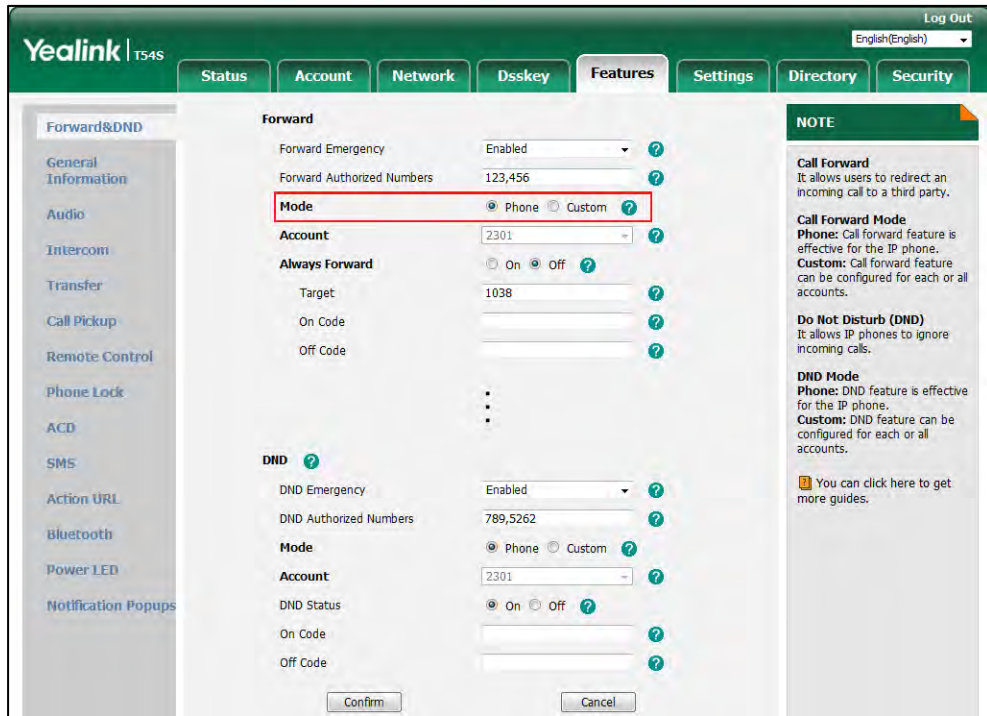 Log Out
Yealink T54S
English(English)
Status Account Network Dsskey Features Settings Directory Security
Forward&DND
General
Information
Audio
Intercom
Transfer
Call Pickup
Remote Control
Phone Lock
ACD
SMS
Action URL
Bluetooth
Power LED
Notification Popups
Forward
Forward Emergency Enabled ?
Forward Authorized Numbers 123,456 ?
Mode Phone Custom ?
Account 2301 ?
Always Forward On Off ?
Target 1038 ?
On Code ?
Off Code ?
DND ?
DND Emergency Enabled ?
DND Authorized Numbers 789,5262 ?
Mode Phone Custom ?
Account 2301 ?
DND Status On Off ?
On Code ?
Off Code ?
Confirm Cancel
NOTE
Call Forward
It allows users to redirect an
incoming call to a third party.
Call Forward Mode
Phone: Call forward feature is
effective for the IP phone.
Custom: Call forward feature
can be configured for each or all
accounts.
Do Not Disturb (DND)
It allows IP phones to ignore
incoming calls.
DND Mode
Phone: DND feature is effective
for the IP phone.
Custom: DND feature can be
configured for each or all
accounts.
? You can click here to get
more guides.